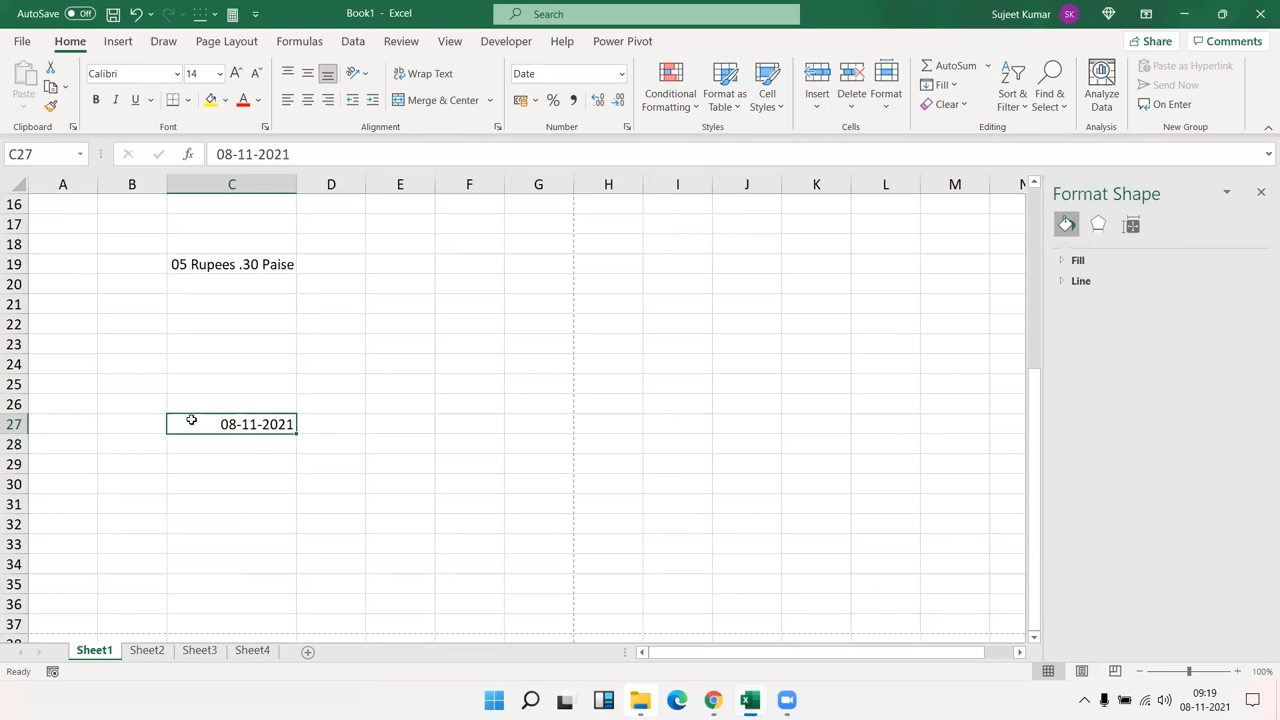 AutoSave Off
Book1 - Excel
Search
Sujeet Kumar SK
File Home Insert Draw Page Layout Formulas Data Review View Developer Help Power Pivot
Share Comments
Paste
Clipboard
Calibri 14
B I U
Font
Wrap Text
Merge & Center
Alignment
Date
Number
Conditional Formatting
Format as Table
Cell Styles
Styles
Insert
Delete
Format
Cells
AutoSum
Fill
Clear
Sort & Filter
Find & Select
Editing
Analyze Data
Analysis
Paste as Hyperlink
Send Now
On Enter
New Group
C27 fx 08-11-2021
A B C D E F G H I J K L M N
16
17
18
19 05 Rupees .30 Paise
20
21
22
23
24
25
26
27 08-11-2021
28
29
30
31
32
33
34
35
36
37
38
Format Shape
Fill
Line
Sheet1 Sheet2 Sheet3 Sheet4
Ready
100%
09:19
08-11-2021